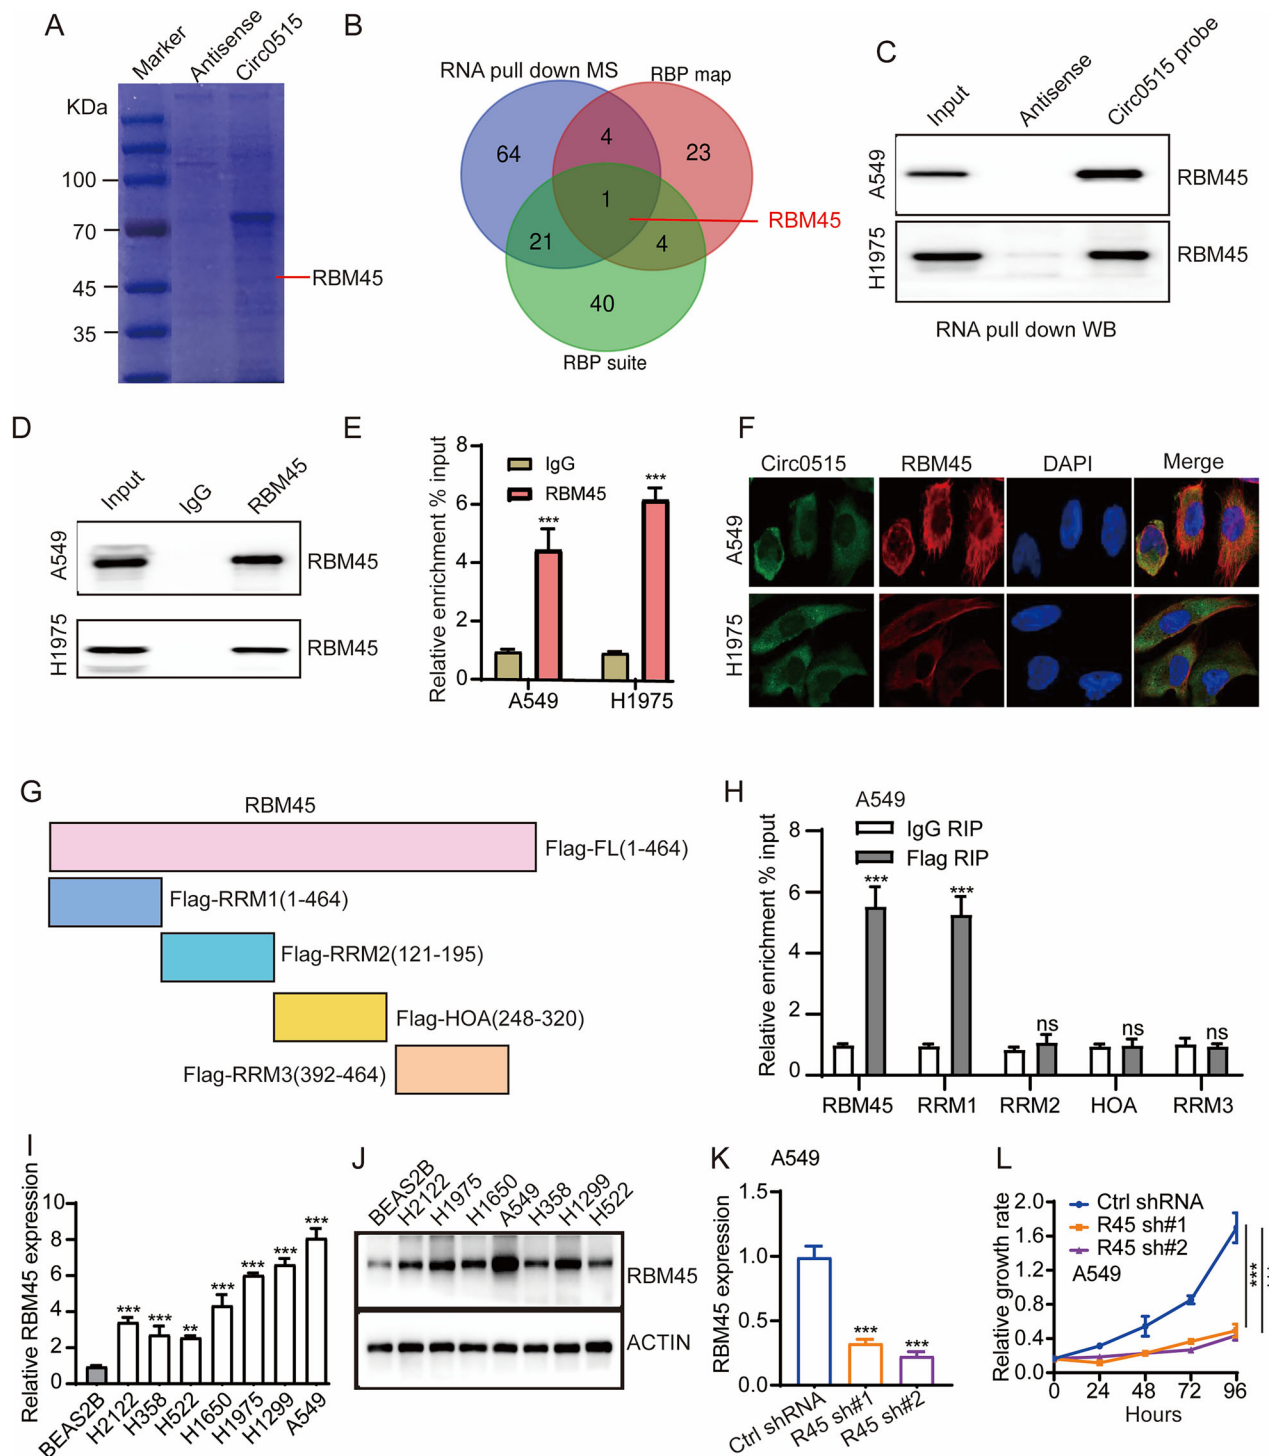 A
Marker
Antisense
Circ0515
KDa
100
70
45
35
RBM45
B
RNA pull down MS
RBP map
64
4
23
1
21
4
40
RBM45
RBP suite
C
Input
Antisense
Circ0515 probe
A549
RBM45
H1975
RBM45
RNA pull down WB
D
Input
IgG
RBM45
A549
RBM45
H1975
RBM45
E
Relative enrichment % input
8
6
4
2
0
IgG
RBM45
***
***
A549
H1975
F
Circ0515
RBM45
DAPI
Merge
A549
H1975
G
RBM45
Flag-FL(1-464)
Flag-RRM1(1-464)
Flag-RRM2(121-195)
Flag-HOA(248-320)
Flag-RRM3(392-464)
H
A549
IgG RIP
Flag RIP
Relative enrichment % input
8
6
4
2
0
***
***
ns
ns
ns
RBM45
RRM1
RRM2
HOA
RRM3
I
Relative RBM45 expression
10
8
6
4
2
0
***
***
**
***
***
***
***
BEAS2B
H2122
H358
H522
H1650
H1975
H1299
A549
J
BEAS2B
H2122
H1975
H1650
A549
H358
H1299
H522
RBM45
ACTIN
K
A549
RBM45 expression
1.5
1.0
0.5
0.0
***
***
Ctrl shRNA
R45 sh#1
R45 sh#2
L
Relative growth rate
2.0
1.6
1.2
0.8
0.4
0.0
Ctrl shRNA
R45 sh#1
R45 sh#2
A549
***
0
24
48
72
96
Hours